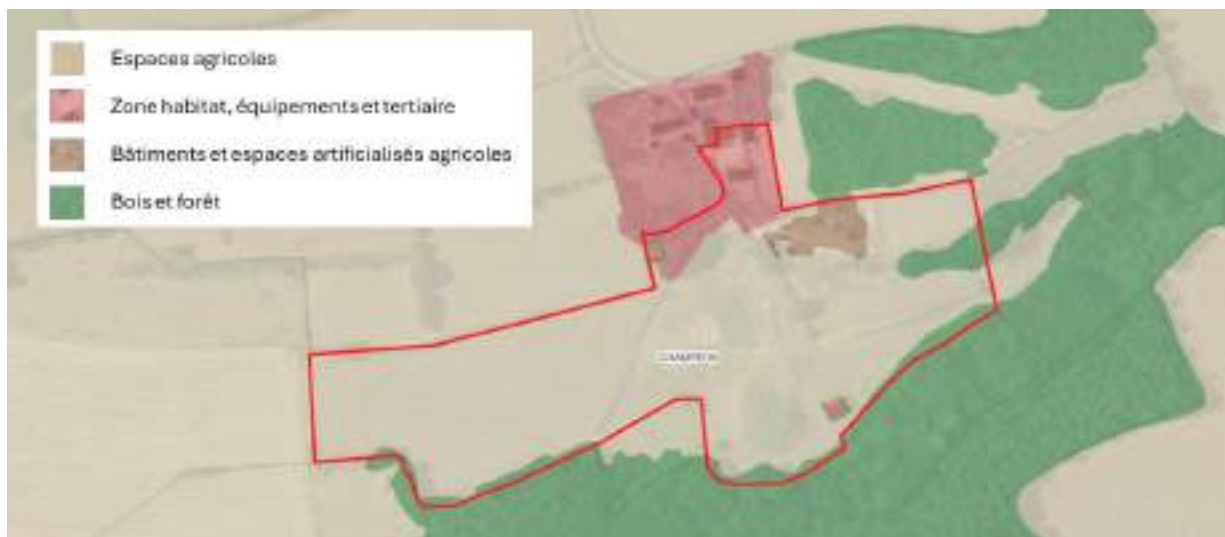 Espaces agricoles
Zone habitat, équipements et tertiaire
Bâtiments et espaces artificialisés agricoles
Bois et forêt